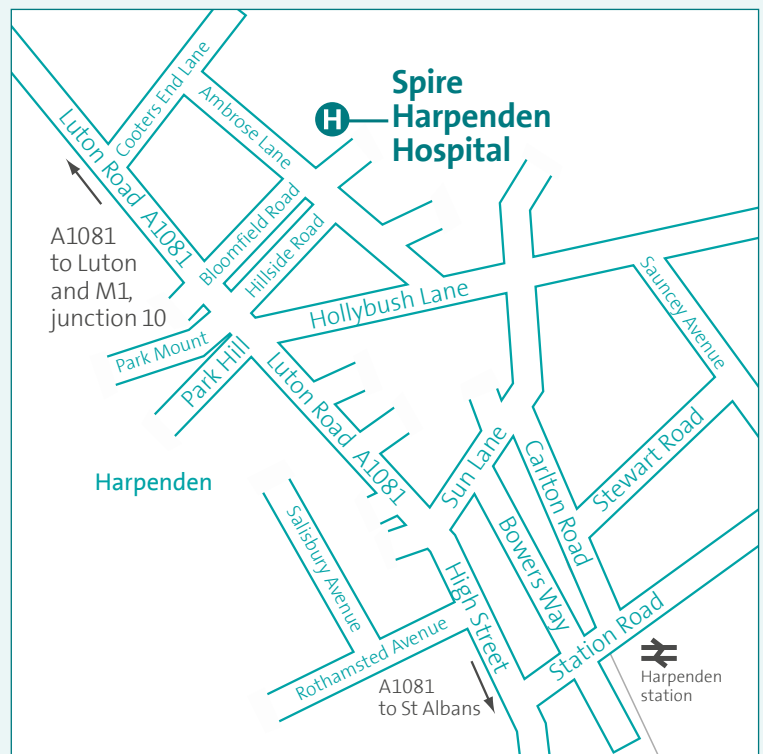 Cooters End Lane
Ambrose Lane
H
Spire
Harpenden
Hospital
Luton Road A1081
A1081
to Luton
and M1,
junction 10
Bloomfield Road
Hillside Road
Hollybush Lane
Sauncey Avenue
Park Mount
Park Hill
Luton Road A1081
Harpenden
Sun Lane
Carlton Road
Stewart Road
Salisbury Avenue
Bowers Way
High Street
Rothamsted Avenue
Station Road
A1081
to St Albans
Harpenden
station